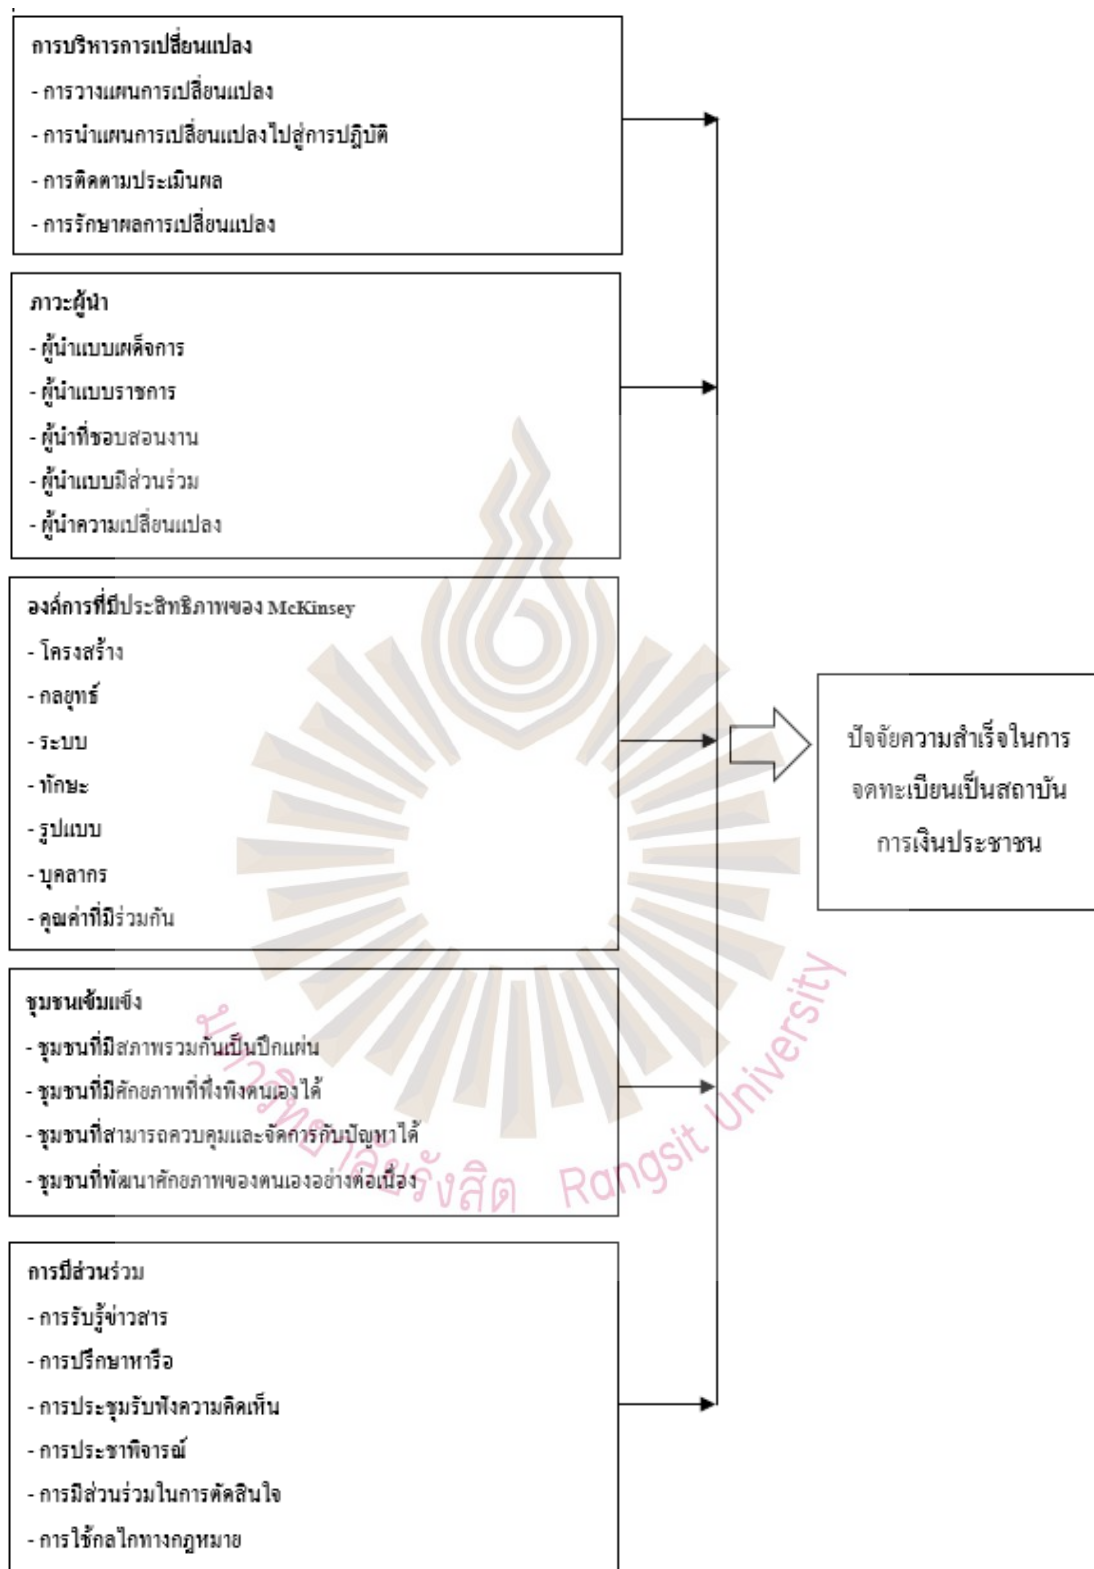 การบริหารการเปลี่ยนแปลง
- การวางแผนการเปลี่ยนแปลง
- การนำแผนการเปลี่ยนแปลงไปสู่การปฏิบัติ
- การติดตามประเมินผล
- การรักษาผลการเปลี่ยนแปลง
ภาวะผู้นำ
- ผู้นำแบบเผด็จการ
- ผู้นำแบบราชการ
- ผู้นำที่ชอบสอนงาน
- ผู้นำแบบมีส่วนร่วม
- ผู้นำความเปลี่ยนแปลง
องค์การที่มีประสิทธิภาพของ McKinsey
- โครงสร้าง
- กลยุทธ์
- ระบบ
- ทักษะ
- รูปแบบ
- บุคลากร
- คุณค่าที่มีร่วมกัน
ปัจจัยความสำเร็จในการ
จดทะเบียนเป็นสถาบัน
การเงินประชาชน
ชุมชนเข้มแข็ง
- ชุมชนที่มีสภาพรวมกันเป็นปึกแผ่น
- ชุมชนที่มีศักยภาพที่พึ่งพิงตนเองได้
- ชุมชนที่สามารถควบคุมและจัดการกับปัญหาได้
- ชุมชนที่พัฒนาศักยภาพของตนเองอย่างต่อเนื่อง
มหาวิทยาลัยรังสิต Rangsit University
การมีส่วนร่วม
- การรับรู้ข่าวสาร
- การปรึกษาหารือ
- การประชุมรับฟังความคิดเห็น
- การประชาพิจารณ์
- การมีส่วนร่วมในการตัดสินใจ
- การใช้กลไกทางกฎหมาย